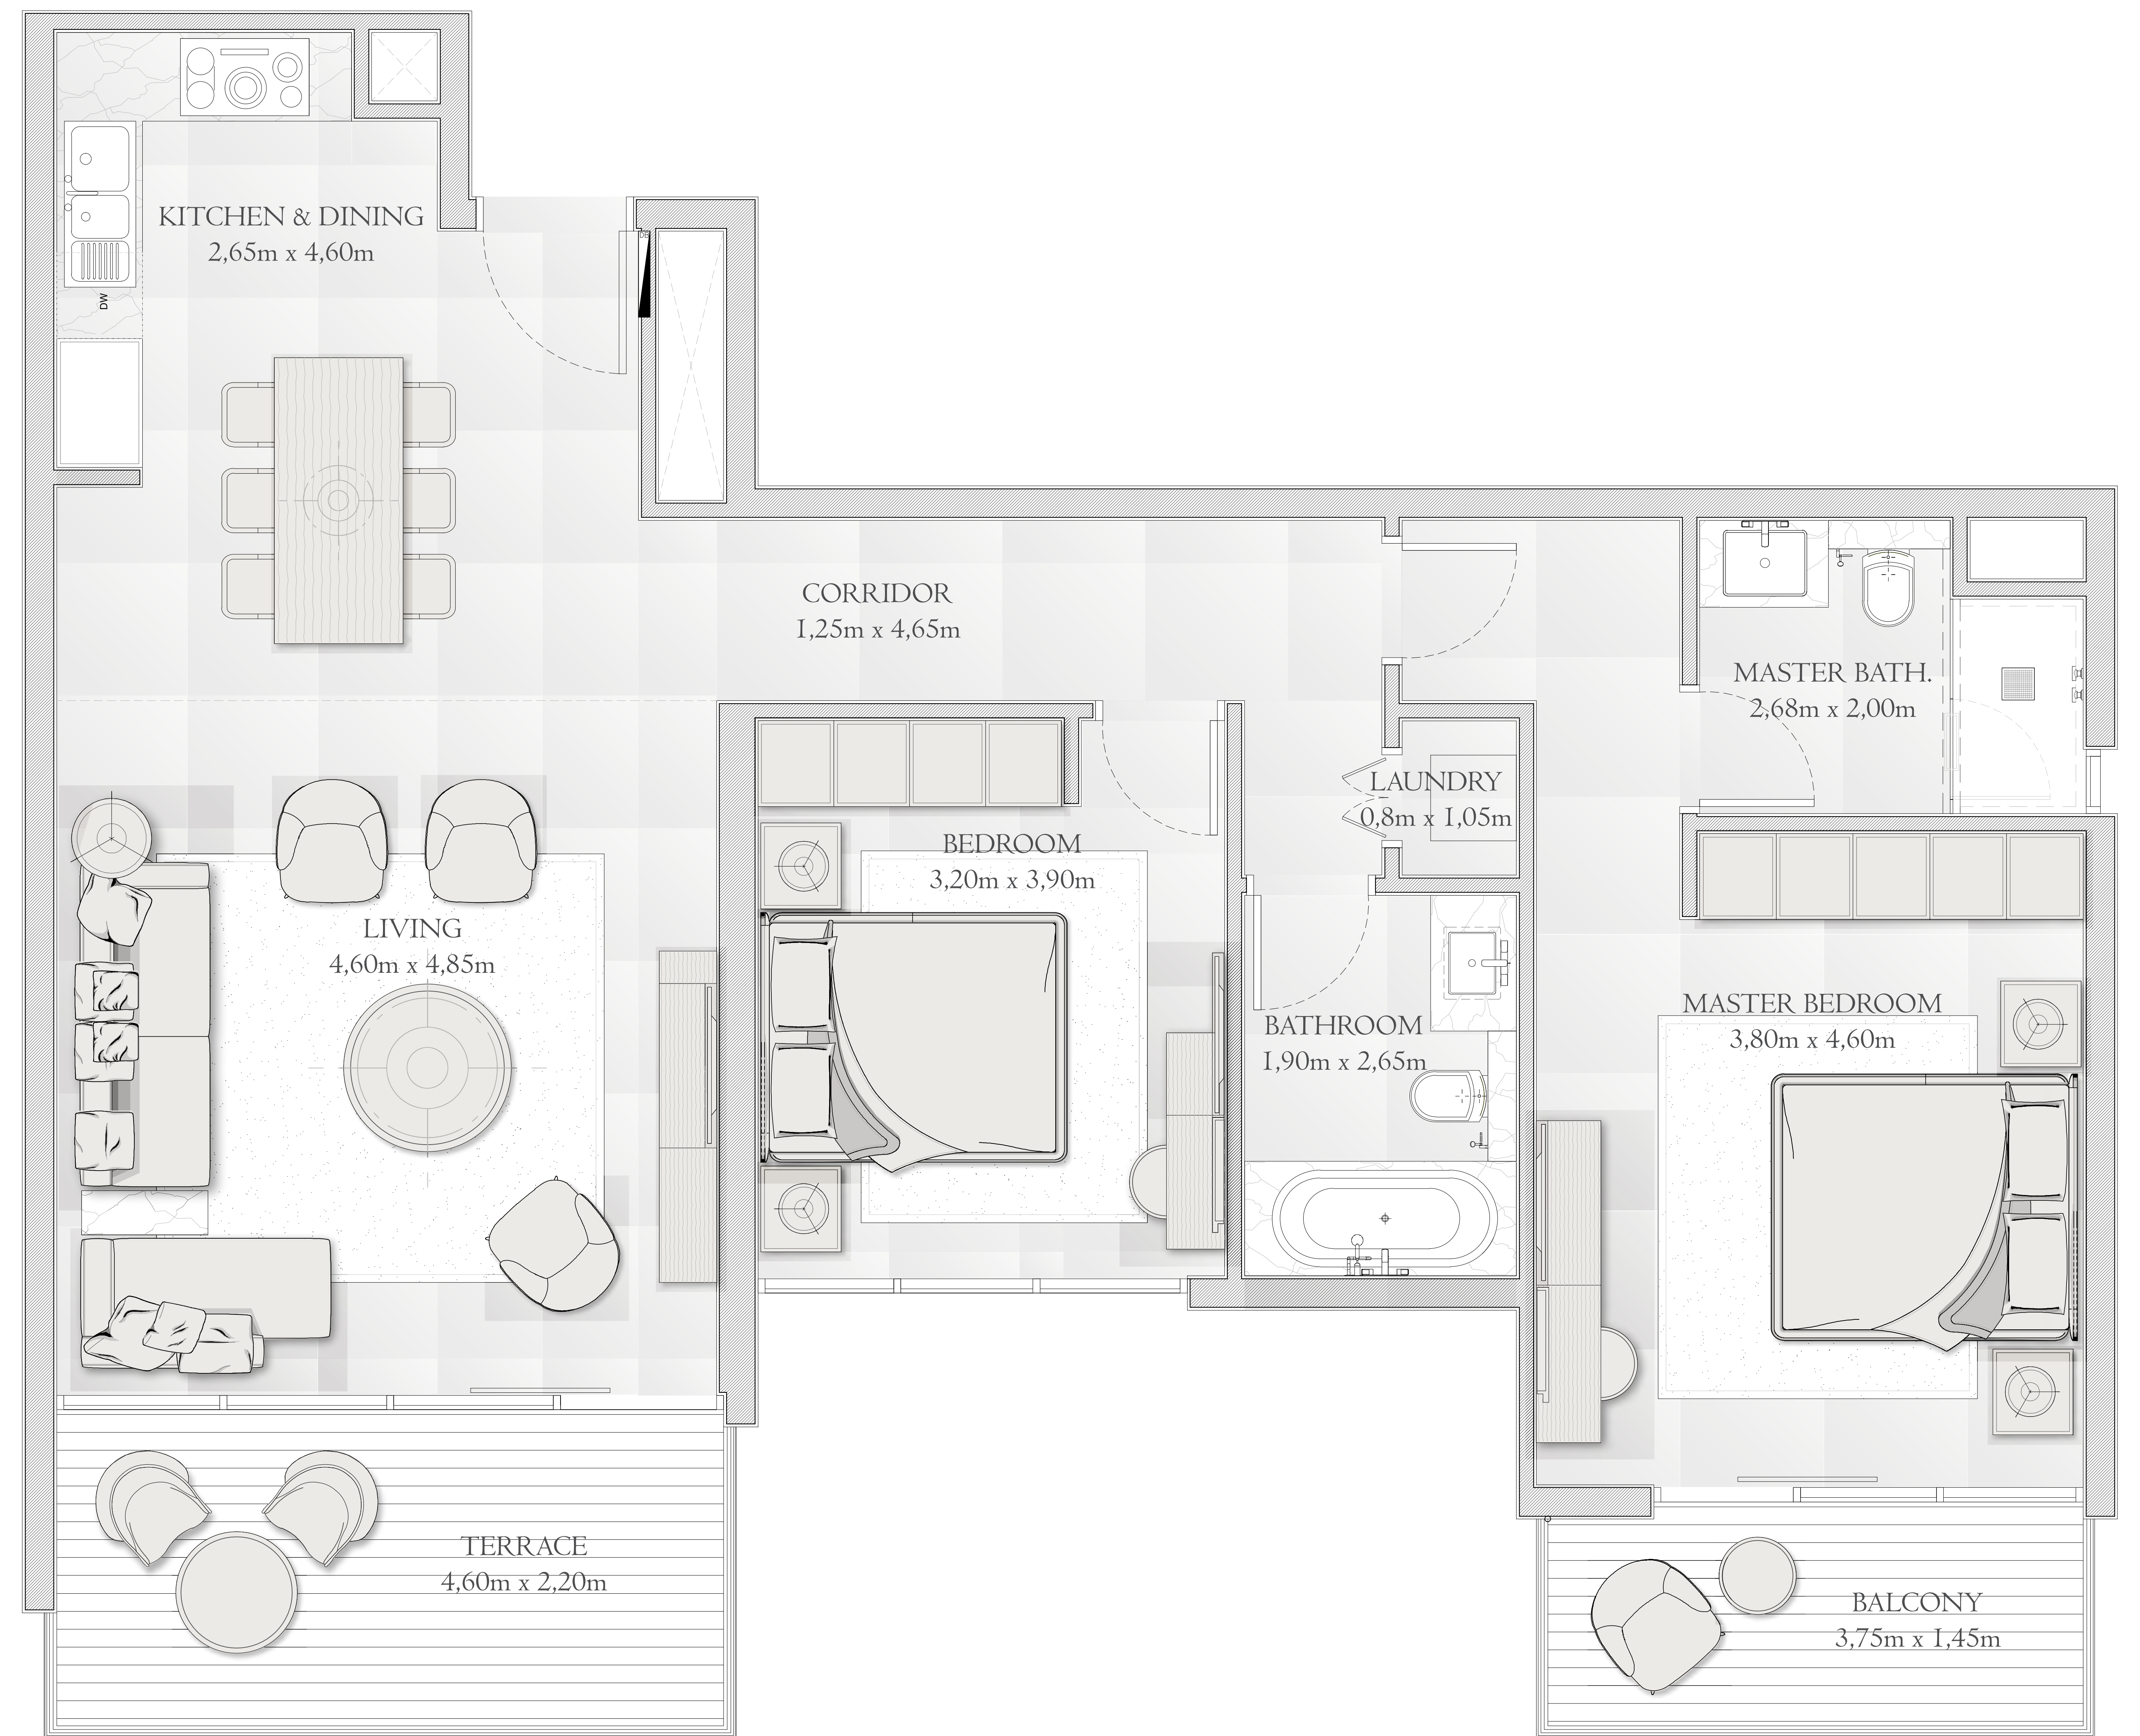 KITCHEN & DINING
2,65m x 4,60m
DW
CORRIDOR
1,25m x 4,65m
MASTER BATH.
2,68m x 2,00m
LAUNDRY
0,8m x 1,05m
BEDROOM
3,20m x 3,90m
LIVING
4,60m x 4,85m
BATHROOM
1,90m x 2,65m
MASTER BEDROOM
3,80m x 4,60m
TERRACE
4,60m x 2,20m
BALCONY
3,75m x 1,45m